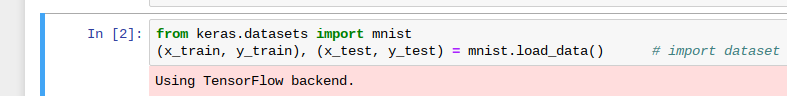 In [2]: from keras.datasets import mnist
(x_train, y_train), (x_test, y_test) = mnist.load_data()      # import dataset
Using TensorFlow backend.